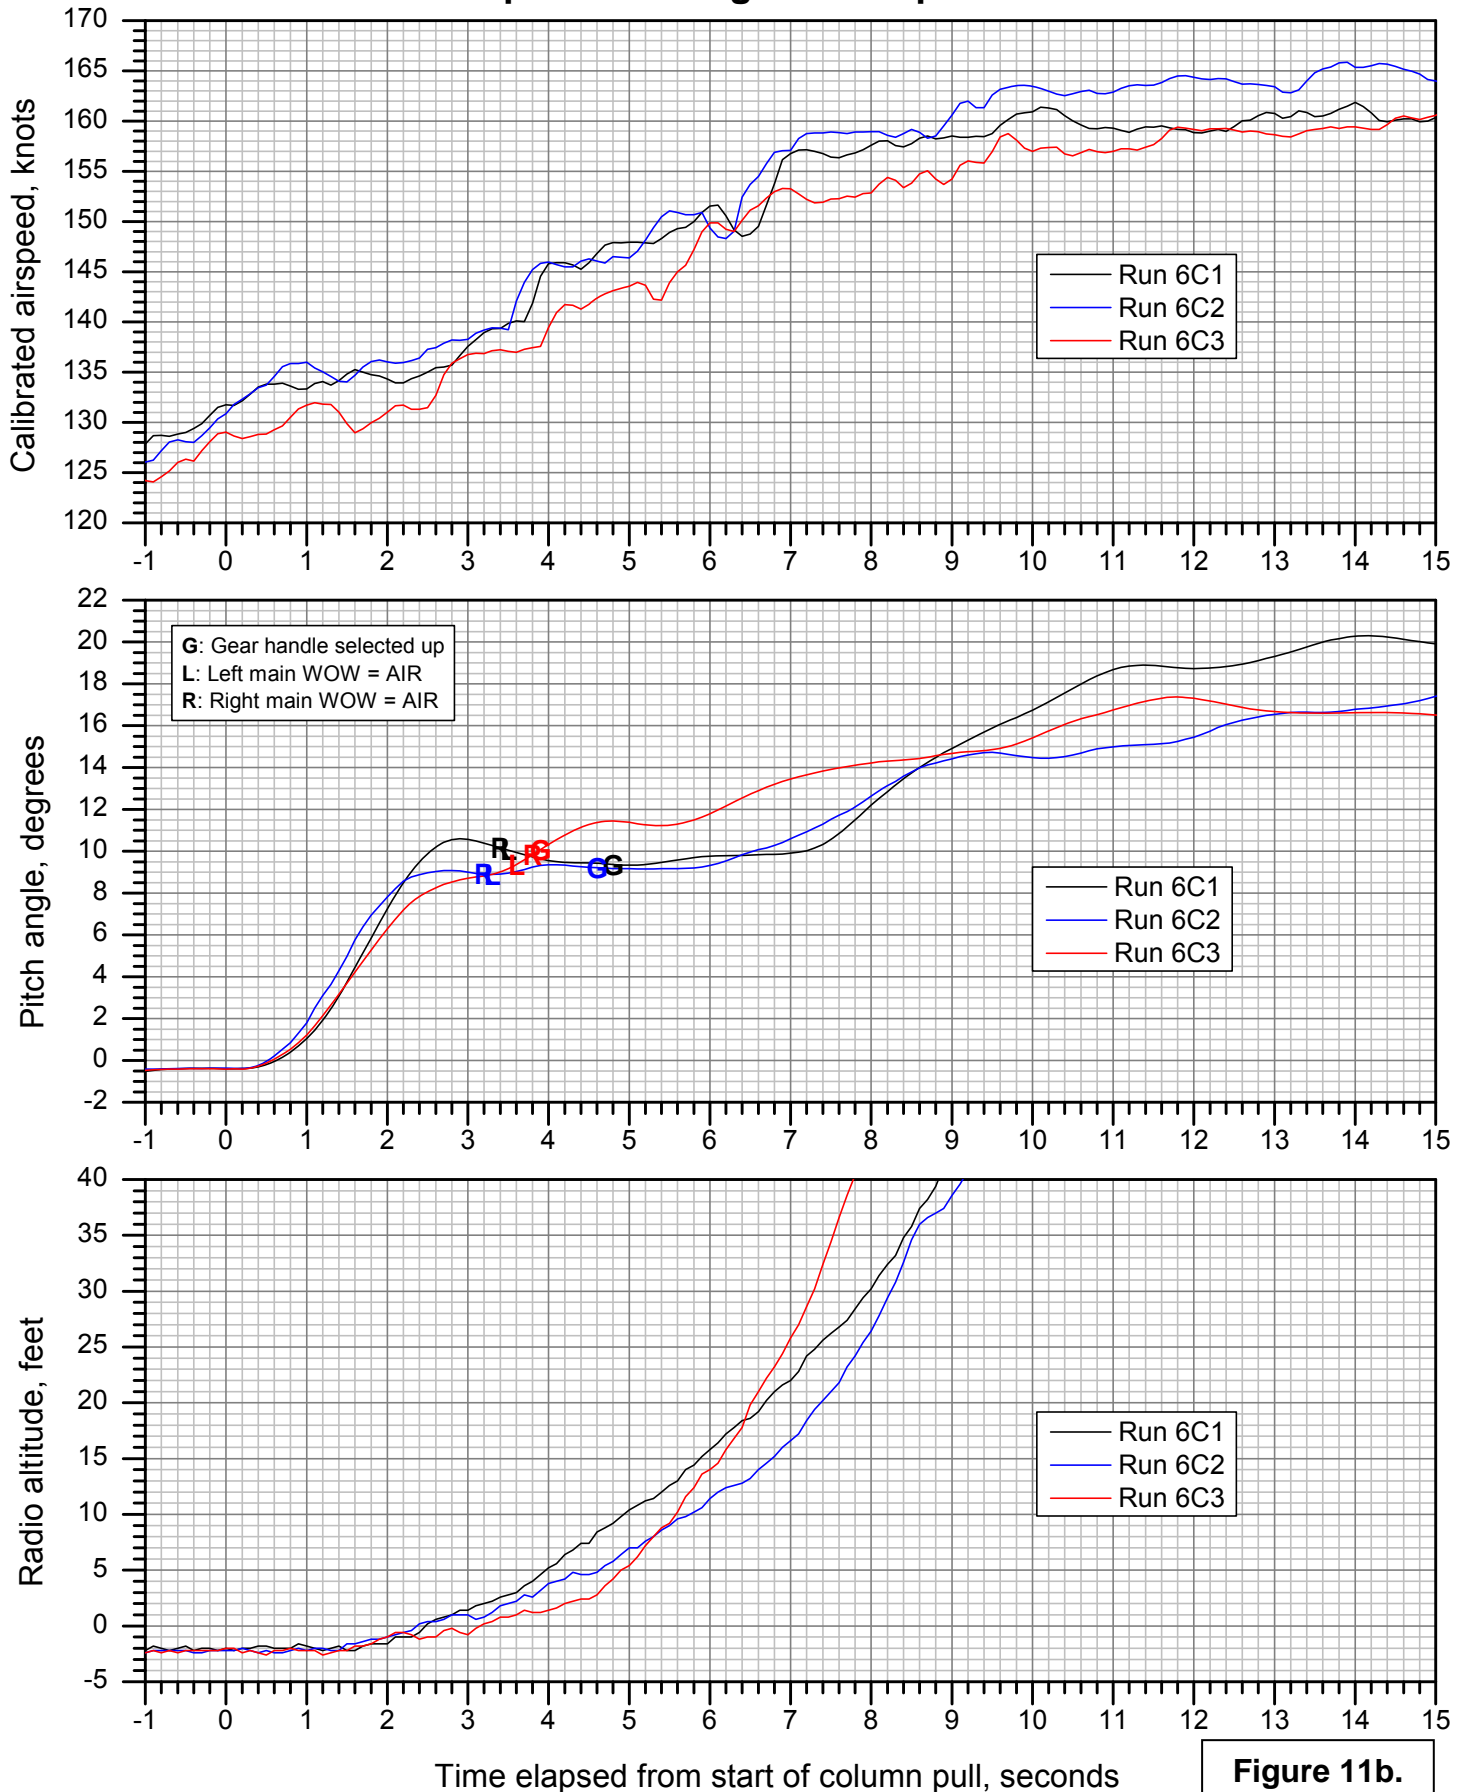 170
165
160
155
150
145
140
135
130
125
120
Calibrated airspeed, knots
Run 6C1
Run 6C2
Run 6C3
-1 0 1 2 3 4 5 6 7 8 9 10 11 12 13 14 15
22
20
18
16
14
12
10
8
6
4
2
0
-2
Pitch angle, degrees
G: Gear handle selected up
L: Left main WOW = AIR
R: Right main WOW = AIR
R L G
R L G
L R G
Run 6C1
Run 6C2
Run 6C3
-1 0 1 2 3 4 5 6 7 8 9 10 11 12 13 14 15
40
35
30
25
20
15
10
5
0
-5
Radio altitude, feet
Run 6C1
Run 6C2
Run 6C3
-1 0 1 2 3 4 5 6 7 8 9 10 11 12 13 14 15
Time elapsed from start of column pull, seconds
Figure 11b.